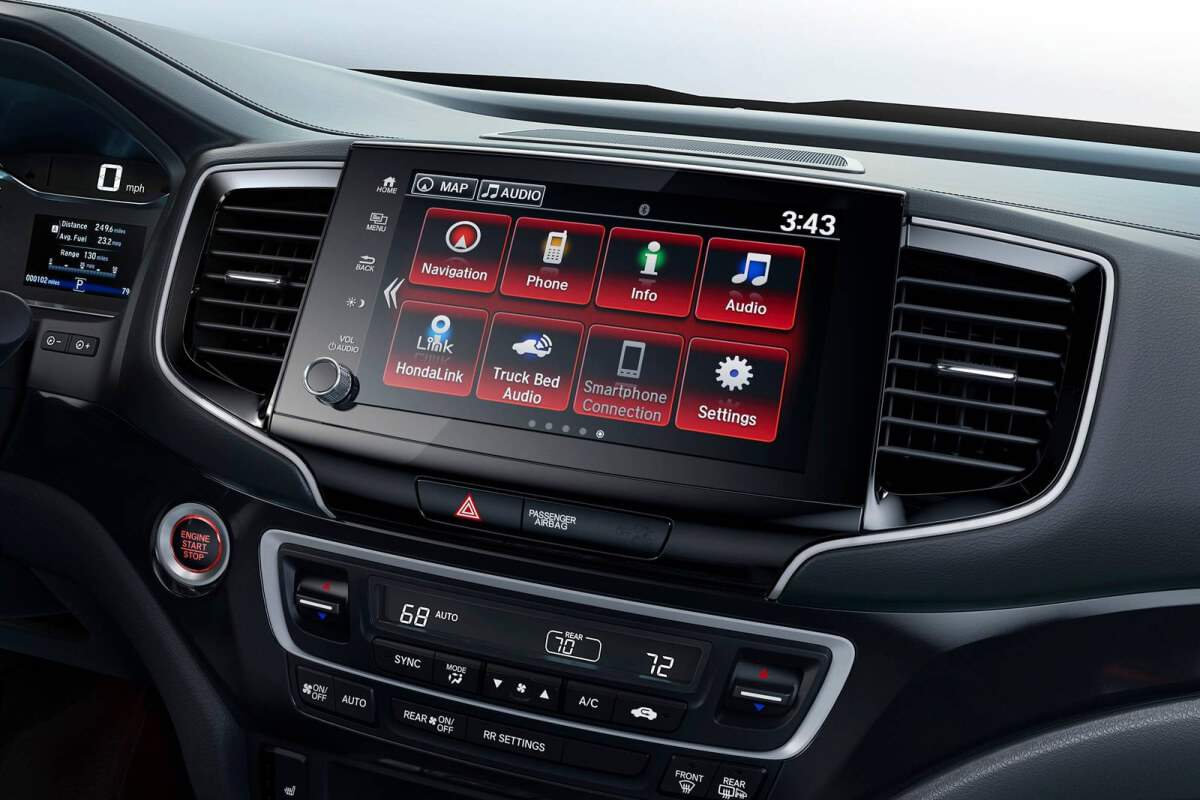 0 mph
A Distance 249.6 miles
Avg. Fuel 23.2 mpg
Range 130 miles
000102 miles P 79
HOME
MENU
BACK
VOL
AUDIO
MAP AUDIO
3:43
Navigation Phone Info Audio
Link
HondaLink
Truck Bed
Audio
Smartphone
Connection
Settings
PASSENGER
AIRBAG
ENGINE
START
STOP
68 AUTO
REAR
70
72
SYNC
MODE
A/C
ON/
OFF
AUTO
REAR ON/
OFF
RR SETTINGS
FRONT
REAR